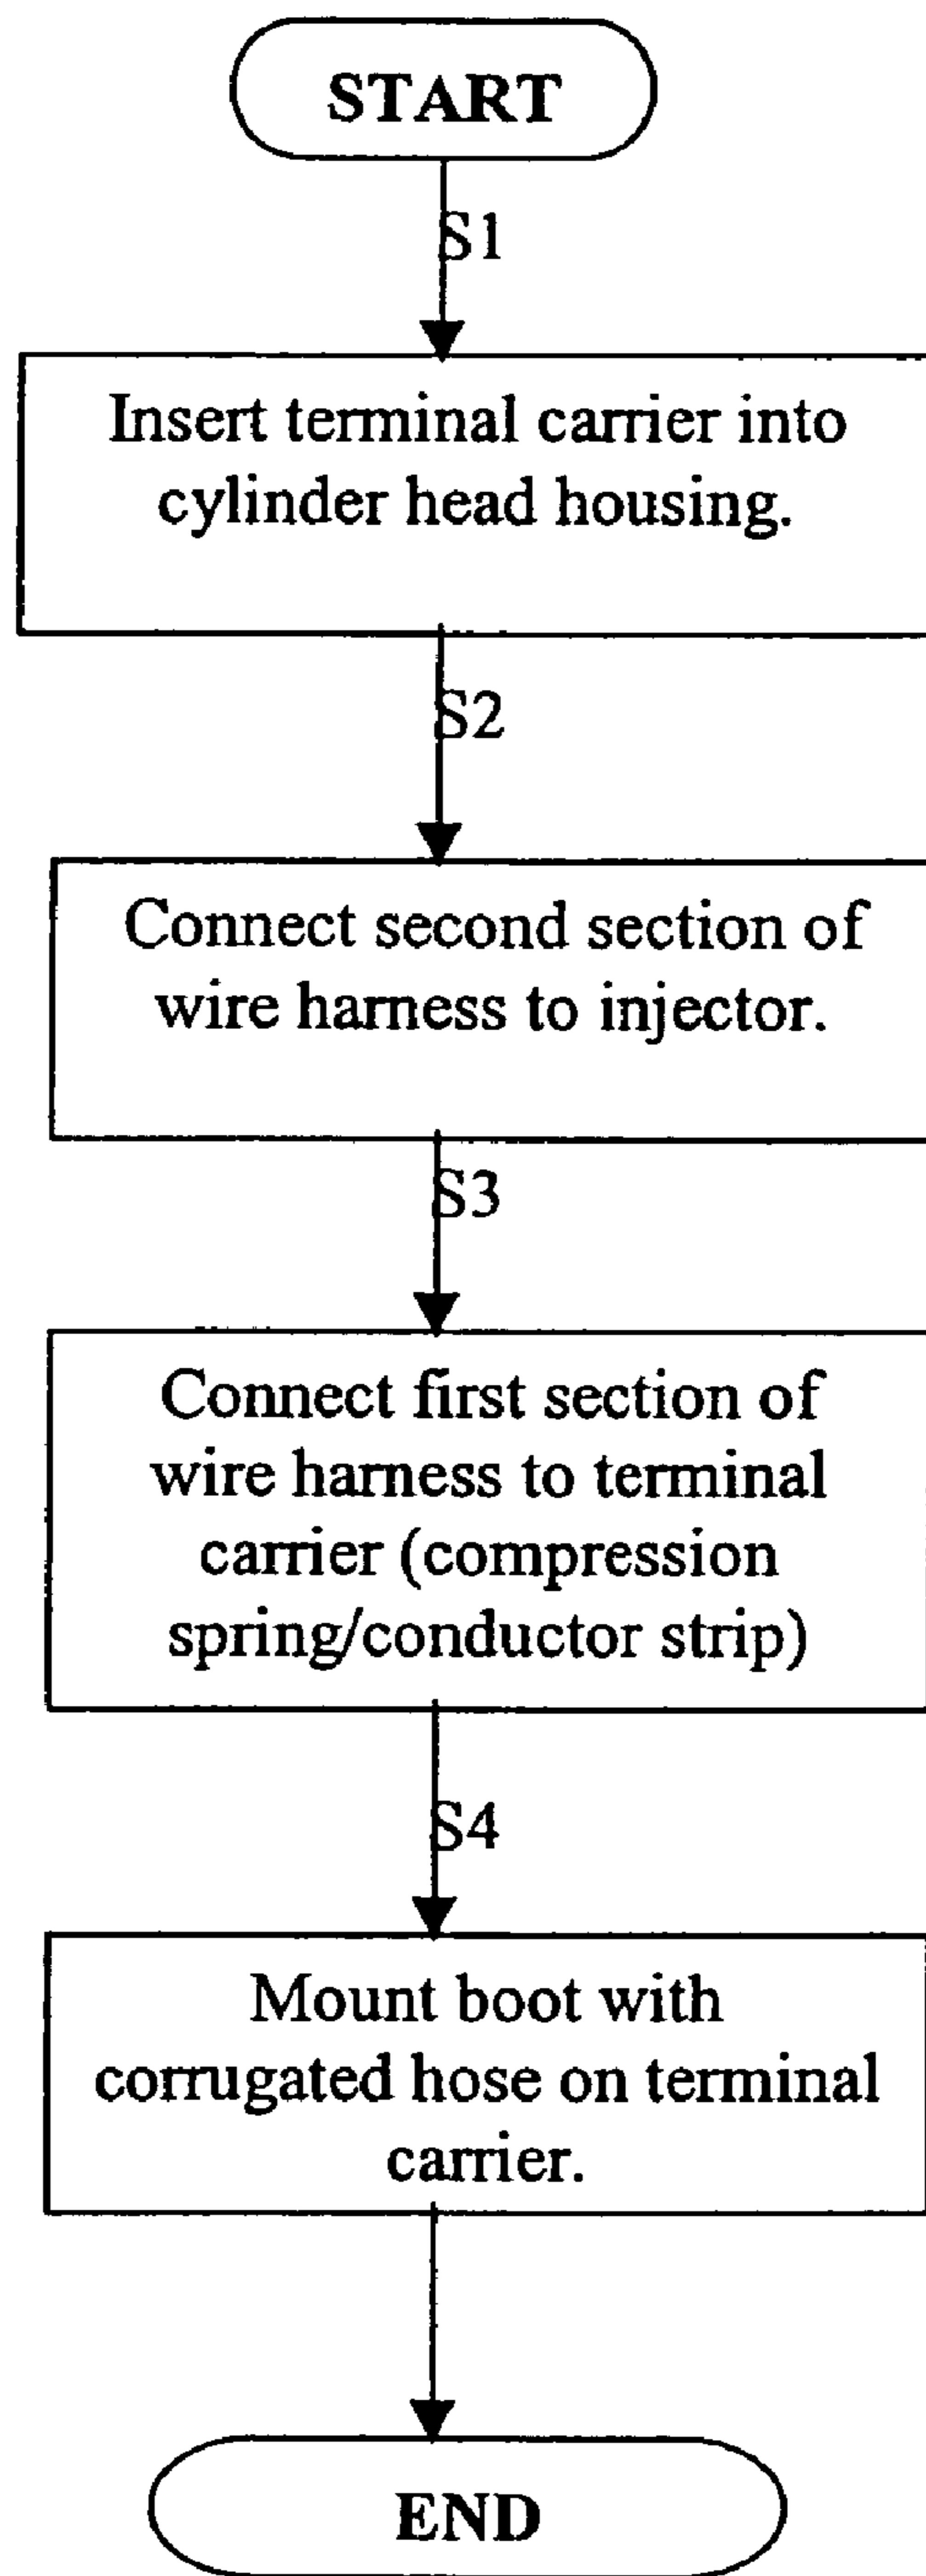 START
S1
Insert terminal carrier into
cylinder head housing.
S2
Connect second section of
wire harness to injector.
S3
Connect first section of
wire harness to terminal
carrier (compression
spring/conductor strip)
S4
Mount boot with
corrugated hose on terminal
carrier.
END